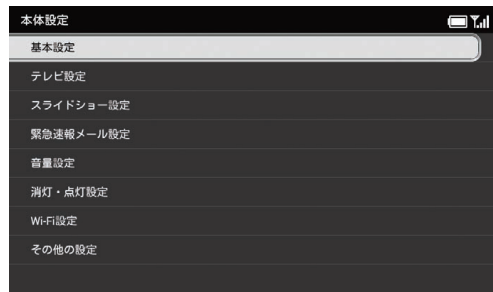 本体設定
基本設定
テレビ設定
スライドショー設定
緊急速報メール設定
音量設定
消灯・点灯設定
Wi-Fi設定
その他の設定